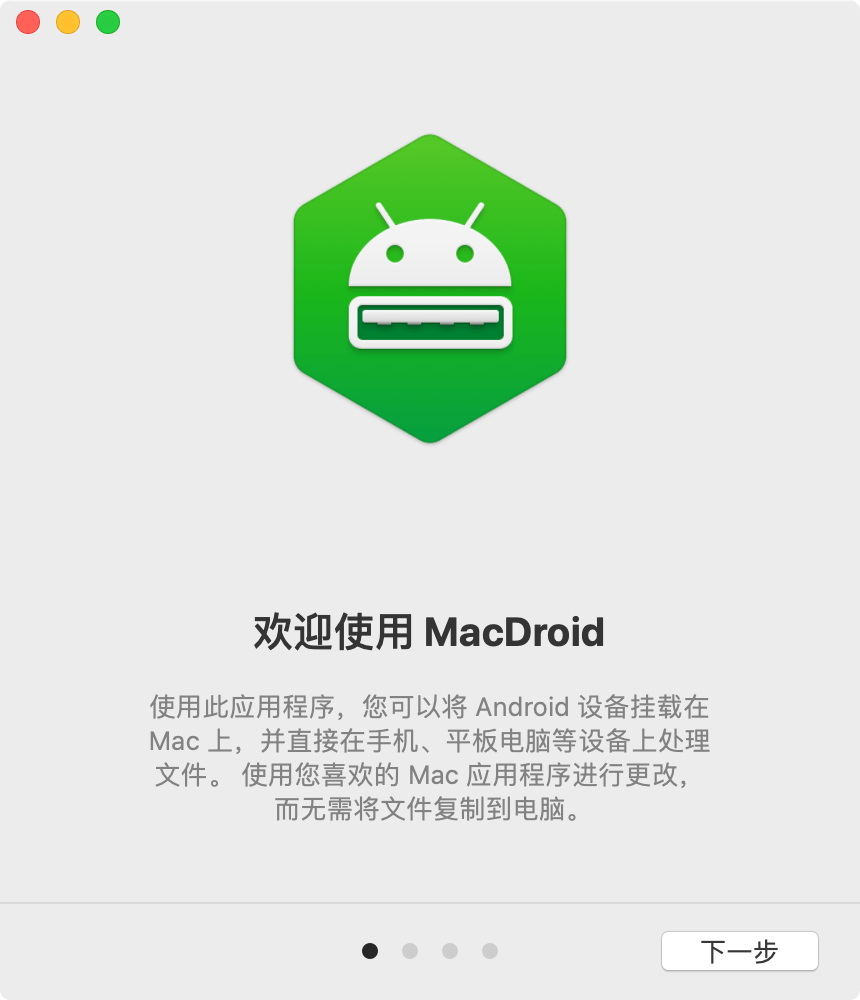 欢迎使用 MacDroid
使用此应用程序，您可以将 Android 设备挂载在
Mac 上，并直接在手机、平板电脑等设备上处理
文件。 使用您喜欢的 Mac 应用程序进行更改，
而无需将文件复制到电脑。
下一步